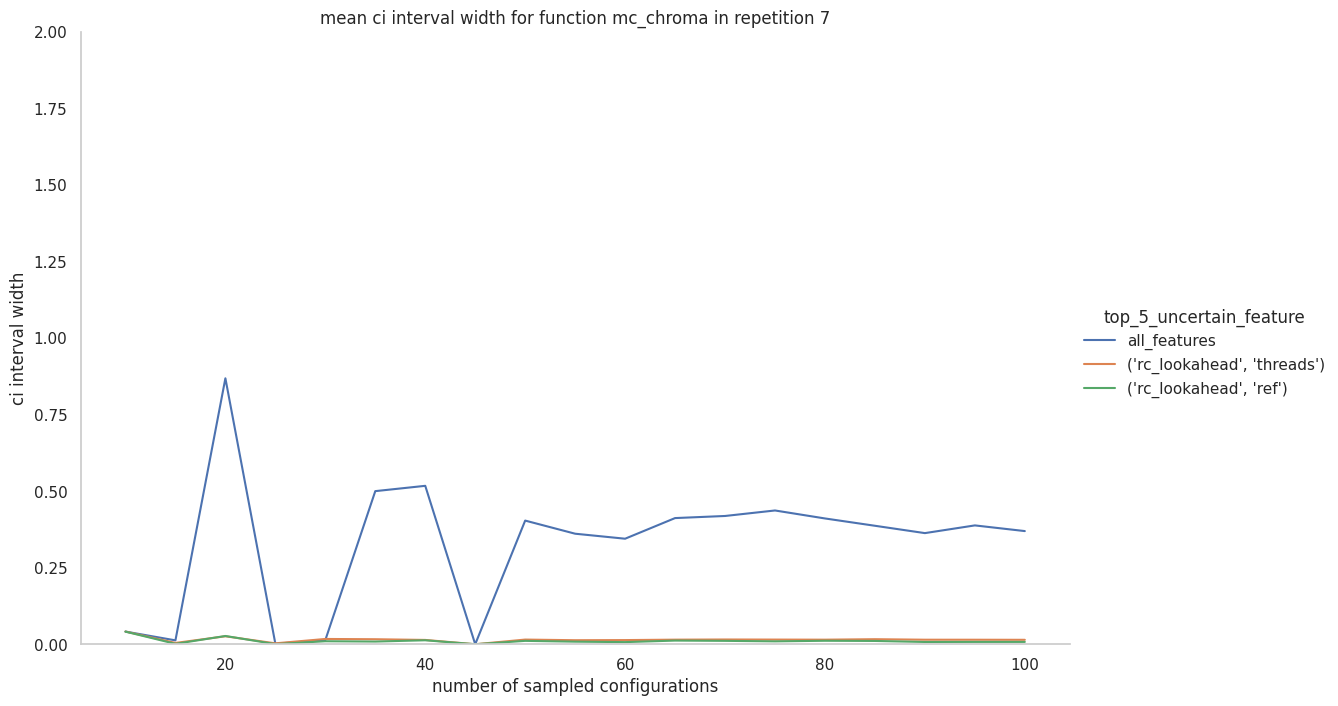 mean ci interval width for function mc_chroma in repetition 7
2.00
1.75
1.50
1.25
1.00
0.75
0.50
0.25
0.00
ci interval width
20
40
60
80
100
number of sampled configurations
top_5_uncertain_feature
all_features
('rc_lookahead', 'threads')
('rc_lookahead', 'ref')